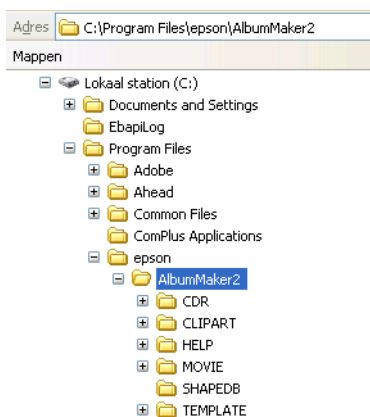 Adres C:\Program Files\epson\AlbumMaker2
Mappen
Lokaal station (C:)
Documents and Settings
EbapiLog
Program Files
Adobe
Ahead
Common Files
ComPlus Applications
epson
AlbumMaker2
CDR
CLIPART
HELP
MOVIE
SHAPEDB
TEMPLATE